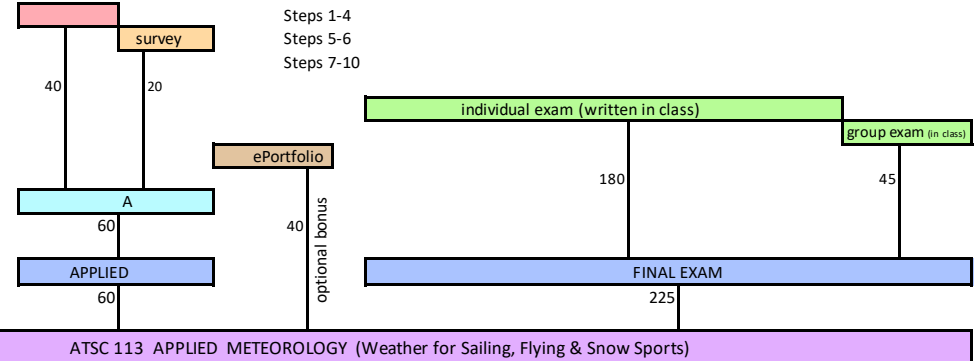 Steps 1-4
survey
Steps 5-6
Steps 7-10
40
20
individual exam (written in class)
group exam (in class)
ePortfolio
180
45
A
60
40
optional bonus
APPLIED
FINAL EXAM
60
225
ATSC 113 APPLIED METEOROLOGY (Weather for Sailing, Flying & Snow Sports)